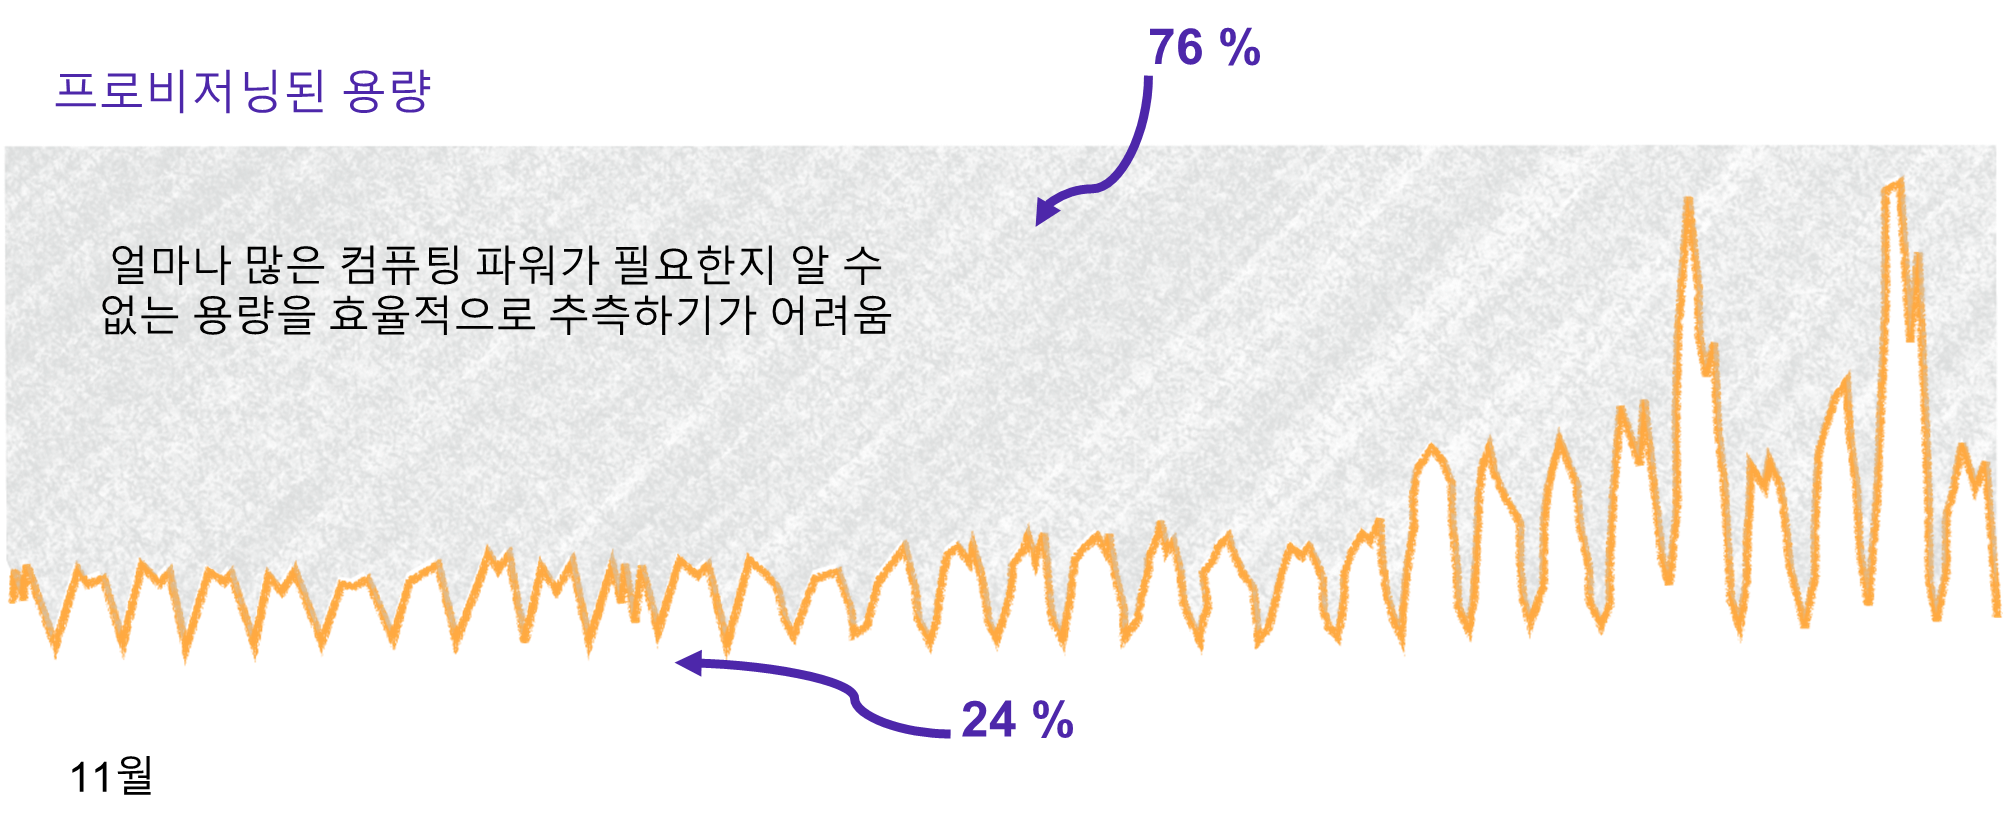 76 %
프로비저닝된 용량
얼마나 많은 컴퓨팅 파워가 필요한지 알 수
없는 용량을 효율적으로 추측하기가 어려움
24 %
11월